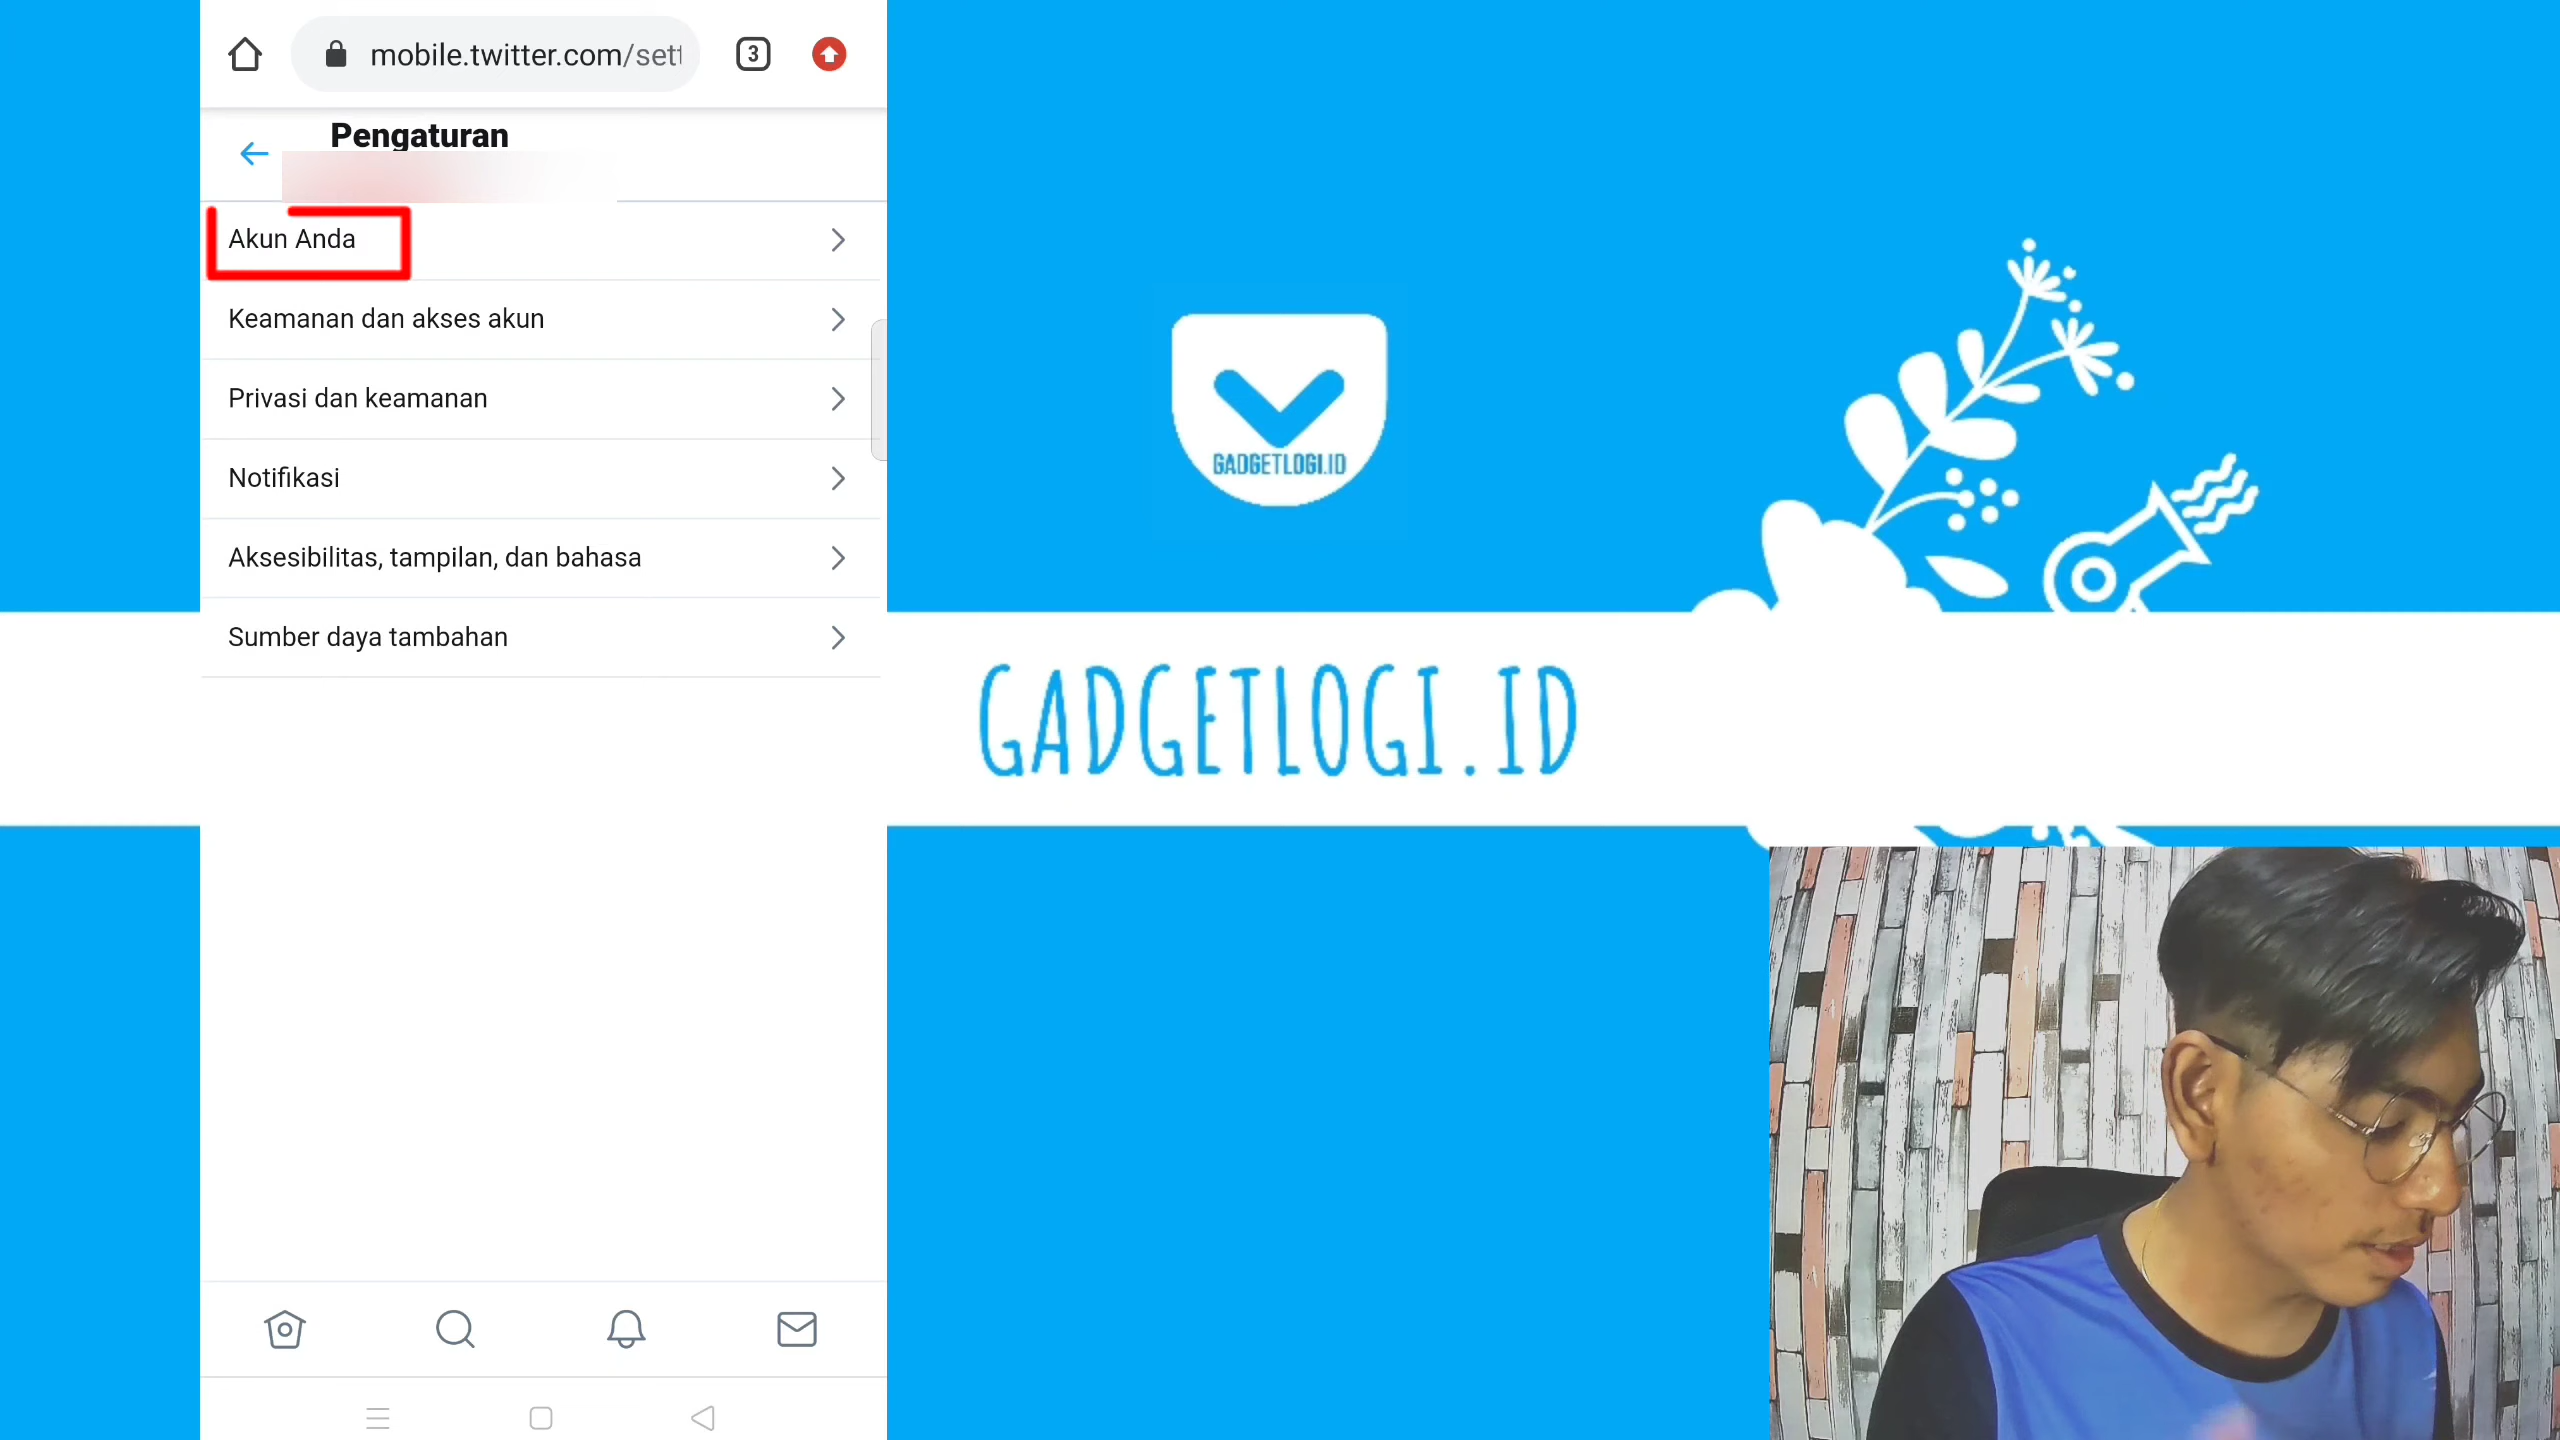 mobile.twitter.com/sett
3
Pengaturan
Akun Anda
Keamanan dan akses akun
Privasi dan keamanan
Notifikasi
Aksesibilitas, tampilan, dan bahasa
Sumber daya tambahan
GADGETLOGI.ID
GADGETLOGI.ID